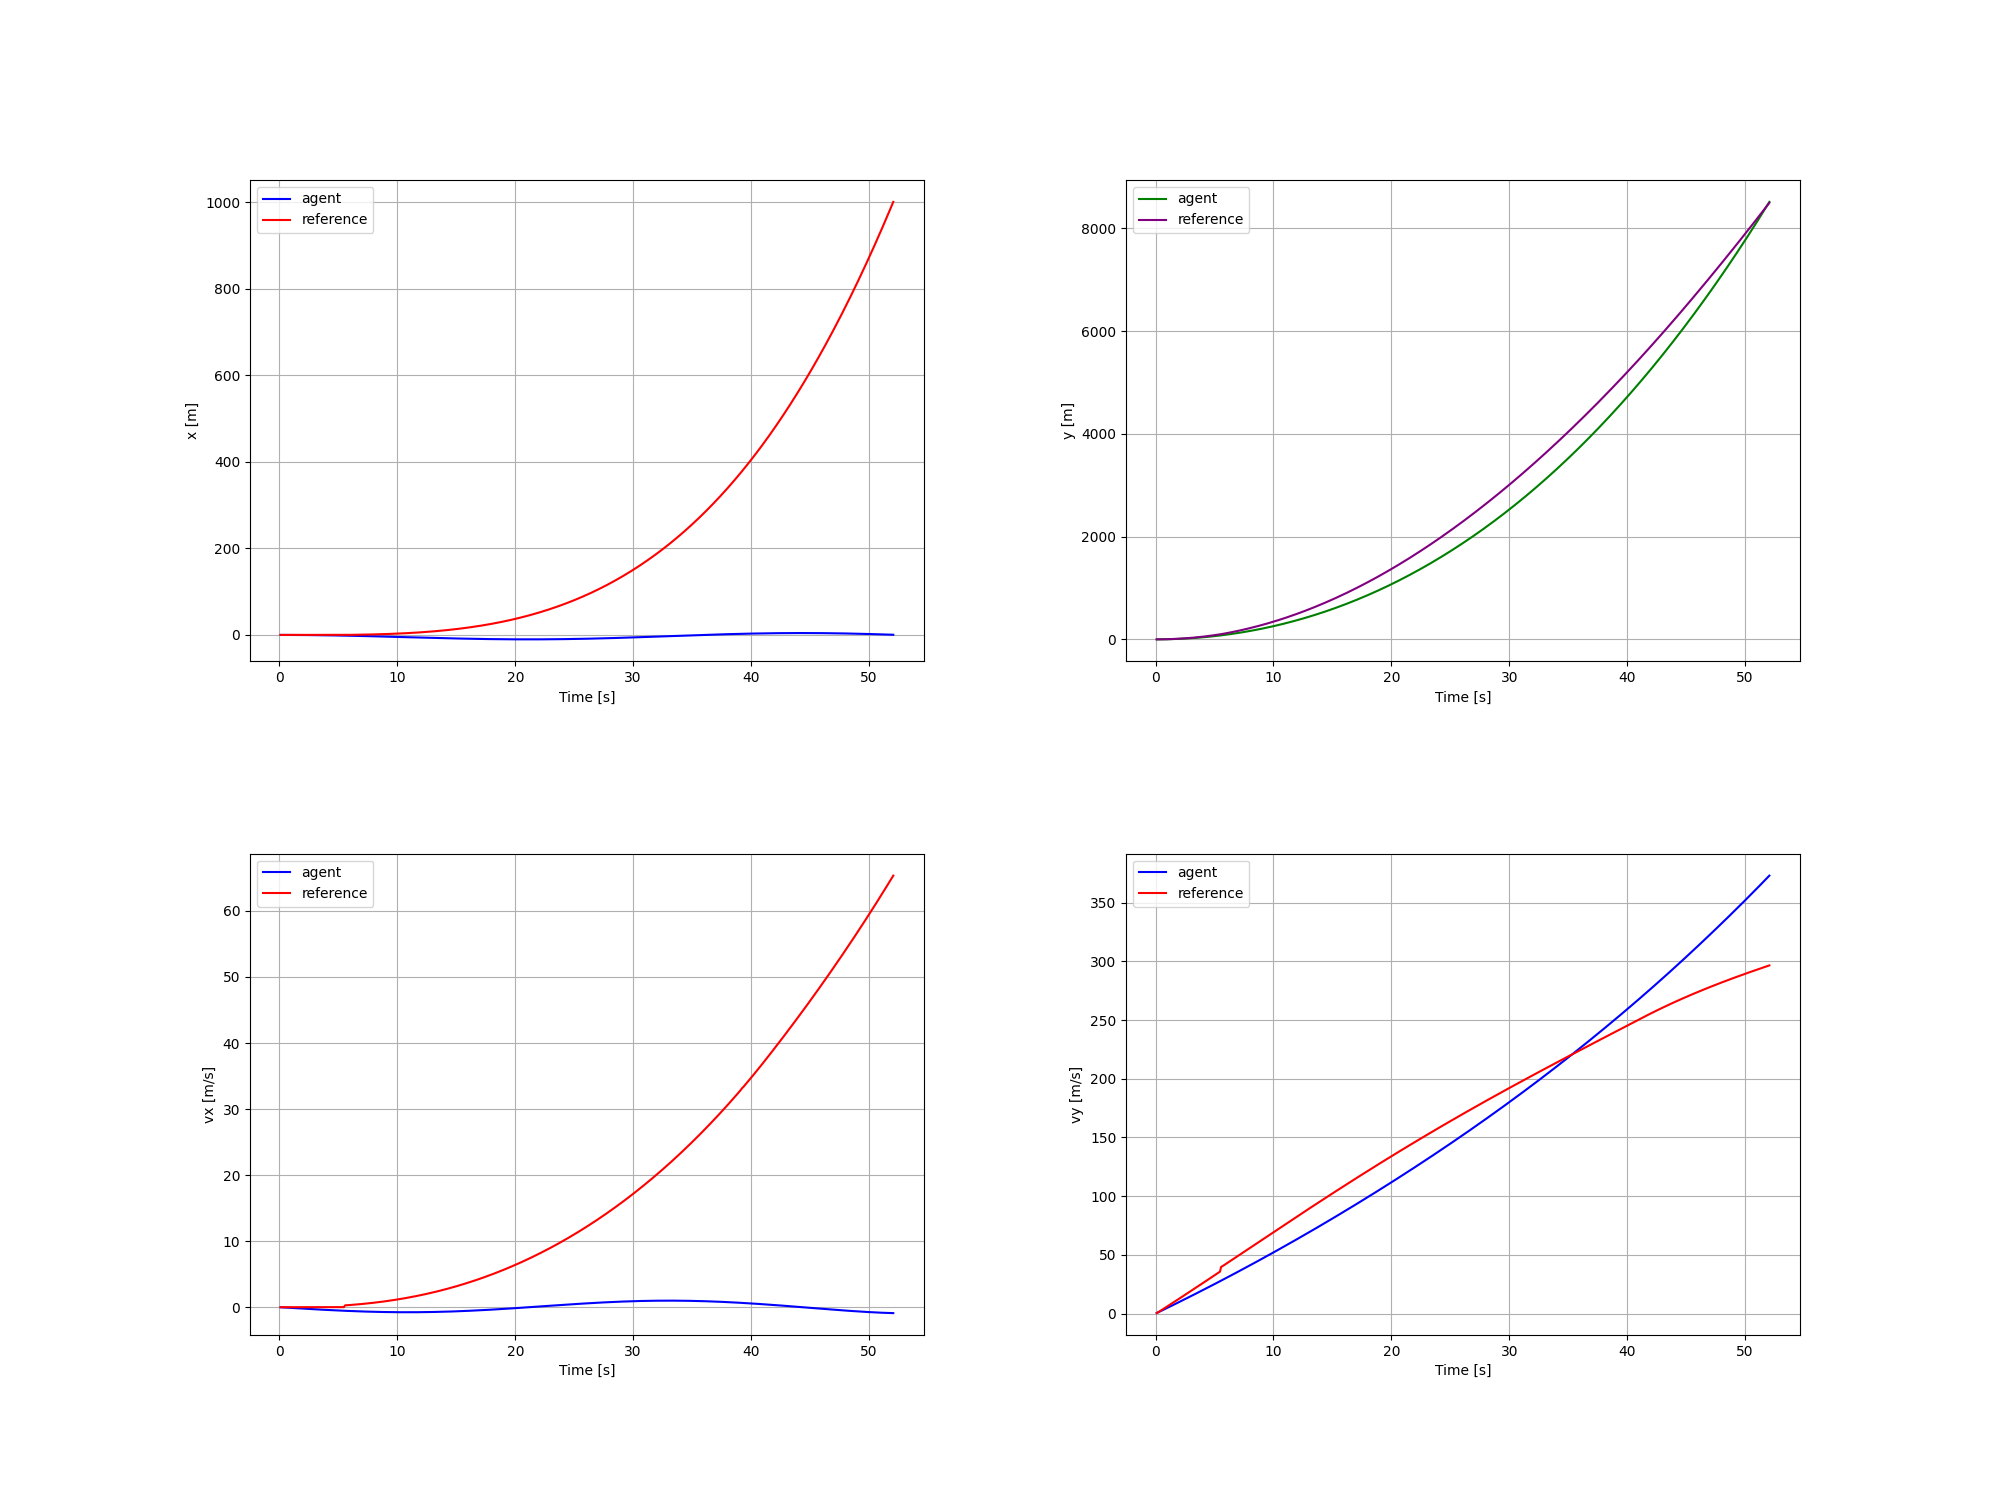 agent
reference
1000
800
600
400
200
0
x [m]
0 10 20 30 40 50
Time [s]
agent
reference
8000
6000
4000
2000
0
y [m]
0 10 20 30 40 50
Time [s]
agent
reference
60
50
40
30
20
10
0
vx [m/s]
0 10 20 30 40 50
Time [s]
agent
reference
350
300
250
200
150
100
50
0
vy [m/s]
0 10 20 30 40 50
Time [s]